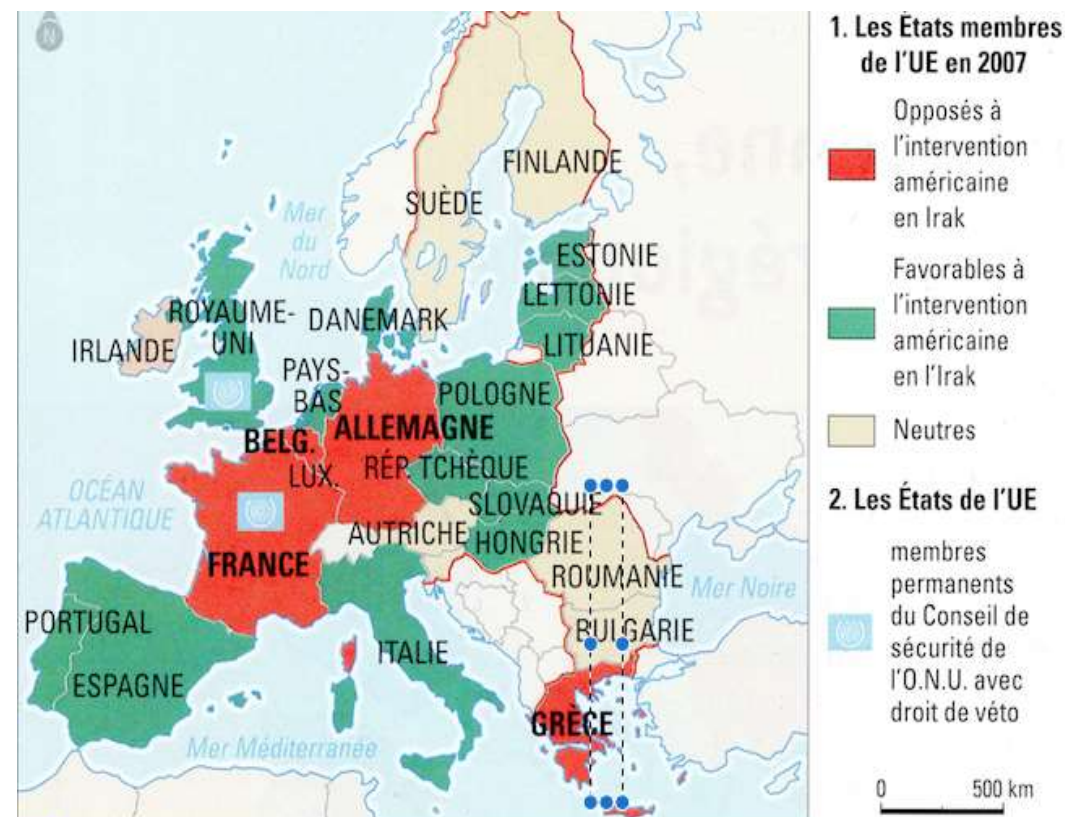 N
FINLANDE
SUÈDE
Mer
du
Nord
ESTONIE
LETTONIE
LITUANIE
ROYAUME-
UNI
IRLANDE
DANEMARK
PAYS-
BAS
POLOGNE
BELG.
ALLEMAGNE
LUX.
RÉP. TCHÈQUE
OCÉAN
ATLANTIQUE
SLOVAQUIE
AUTRICHE
HONGRIE
FRANCE
ROUMANIE
Mer Noire
BULGARIE
PORTUGAL
ITALIE
ESPAGNE
GRÈCE
Mer Méditerranée
1. Les États membres
de l'UE en 2007
Opposés à
l'intervention
américaine
en Irak
Favorables à
l'intervention
américaine
en l'Irak
Neutres
2. Les États de l'UE
membres
permanents
du Conseil de
sécurité de
l'O.N.U. avec
droit de véto
0 500 km